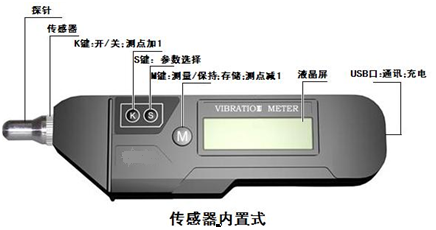 探针
传感器
K键:开/关;测点加1
S键: 参数选择
M键:测量/保持;存储;测点减1
液晶屏
USB口:通讯;充电
VIBRATION METER
K
S
M
传感器内置式